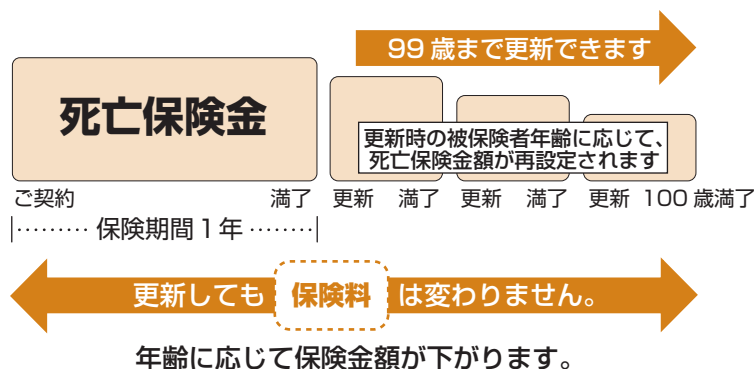 99歳まで更新できます
死亡保険金
更新時の被保険者年齢に応じて、
死亡保険金額が再設定されます
ご契約 満了 更新 満了 更新 満了 更新 100歳満了
|……… 保険期間1年 ………|
更新しても 保険料 は変わりません。
年齢に応じて保険金額が下がります。